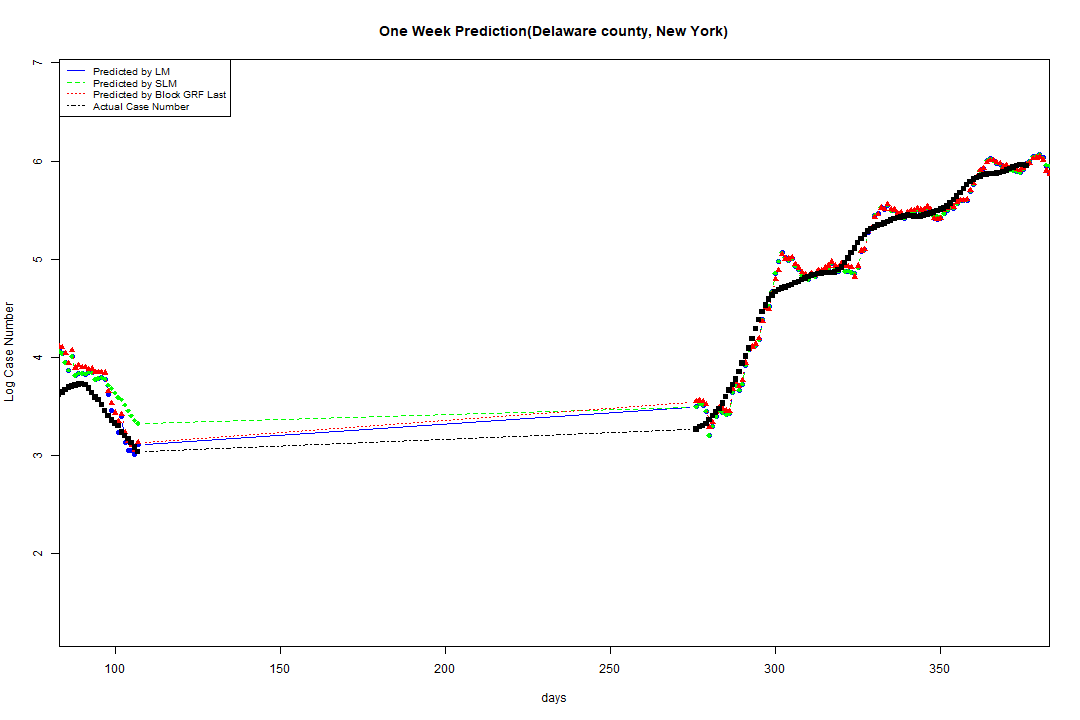 One Week Prediction(Delaware county, New York)
Predicted by LM
Predicted by SLM
Predicted by Block GRF Last
Actual Case Number
7
6
5
4
3
2
Log Case Number
100 150 200 250 300 350
days